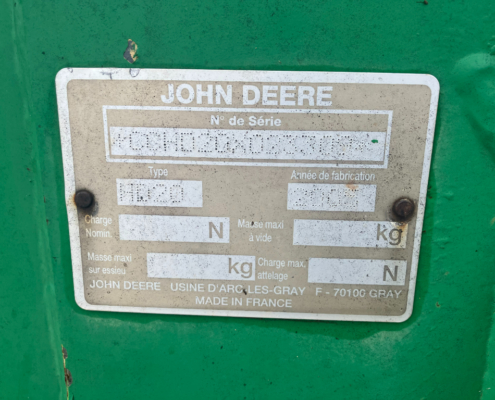 JOHN DEERE
N° de Série
Type
Année de fabrication
Charge
Nomin.
N
Masse maxi
à vide
kg
Masse maxi
sur essieu
kg
Charge max.
attelage
N
JOHN DEERE USINE D'ARC-LES-GRAY F - 70100 GRAY
MADE IN FRANCE